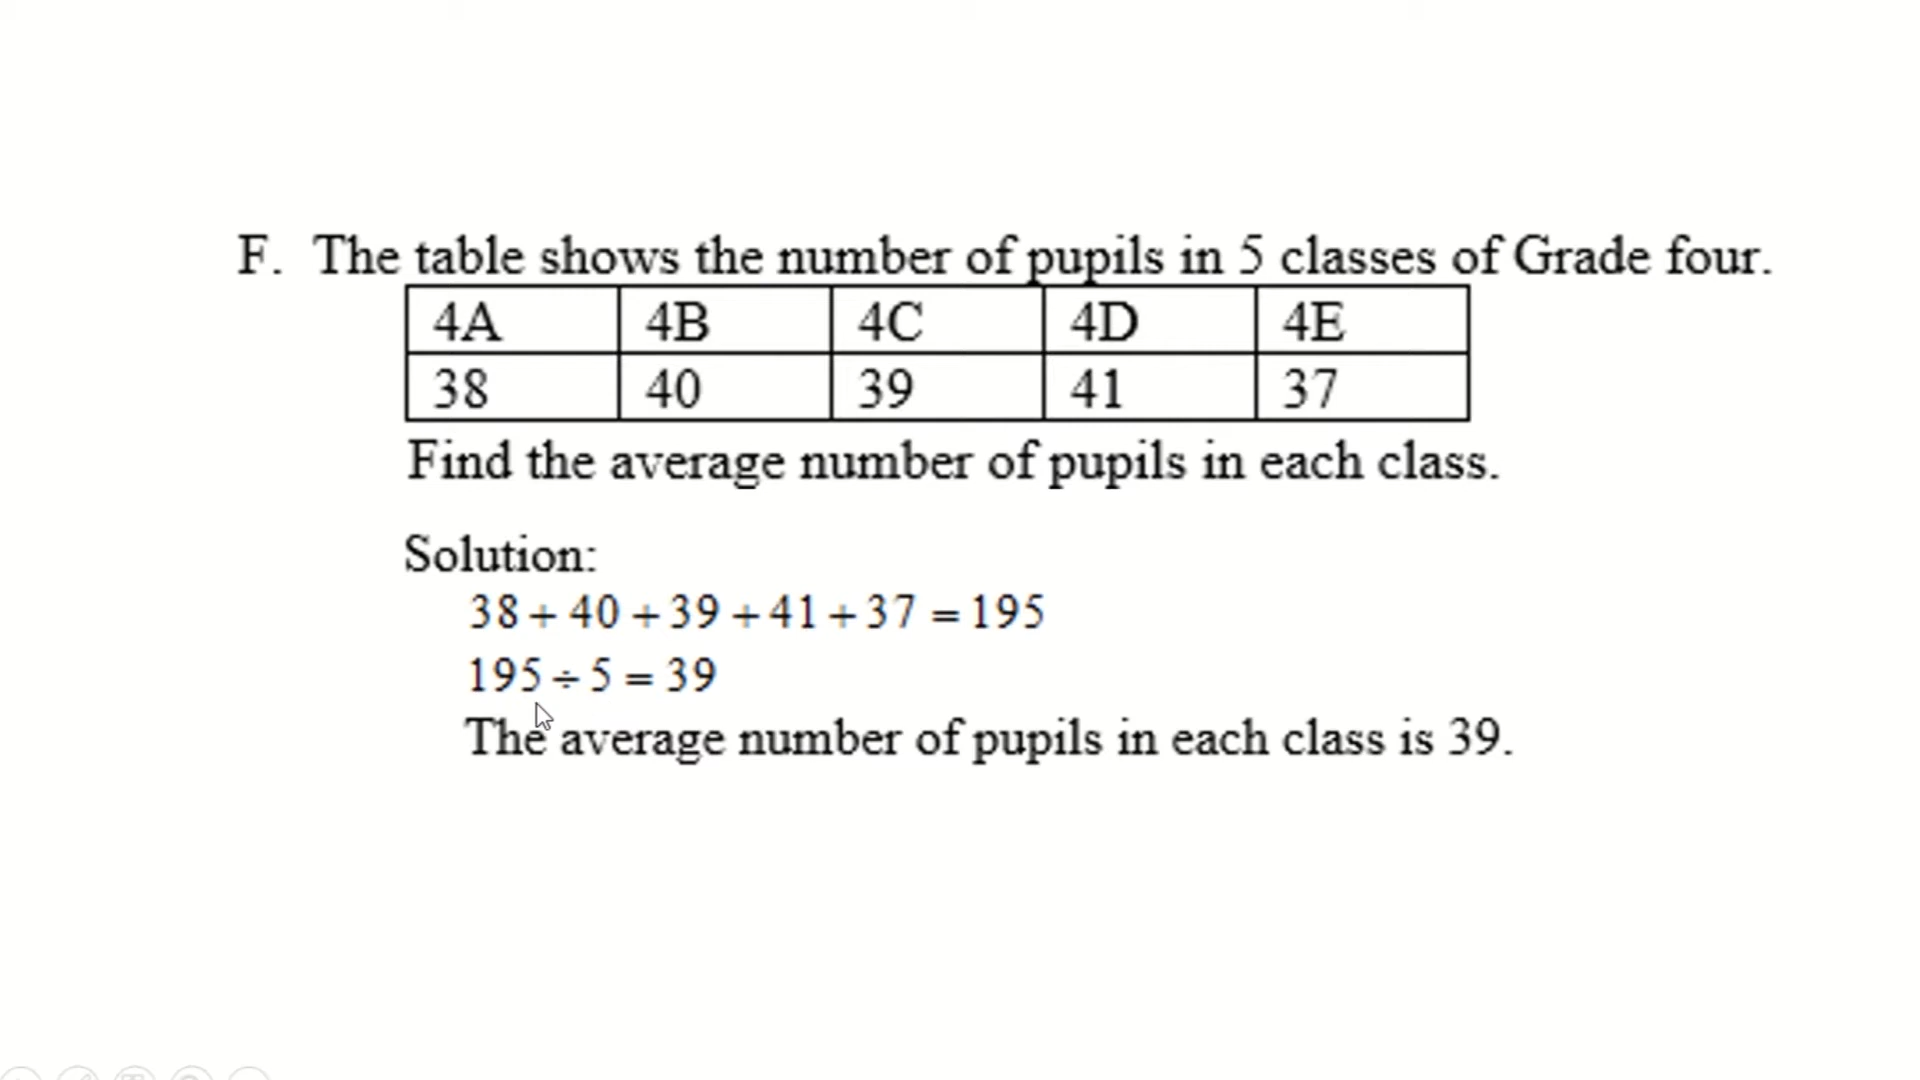 F. The table shows the number of pupils in 5 classes of Grade four.
4A 4B 4C 4D 4E
38 40 39 41 37
Find the average number of pupils in each class.
Solution:
38 + 40 + 39 + 41 + 37 = 195
195 ÷ 5 = 39
The average number of pupils in each class is 39.